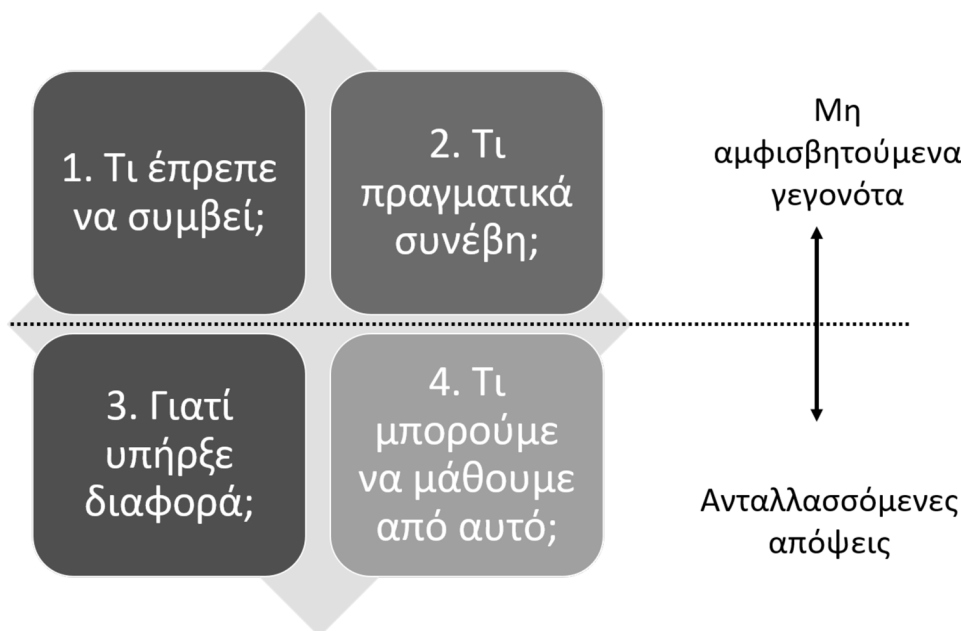 1. Τι έπρεπε
να συμβεί;
2. Τι
πραγματικά
συνέβη;
Μη
αμφισβητούμενα
γεγονότα
3. Γιατί
υπήρξε
διαφορά;
4. Τι
μπορούμε
να μάθουμε
από αυτό;
Ανταλλασσόμενες
απόψεις